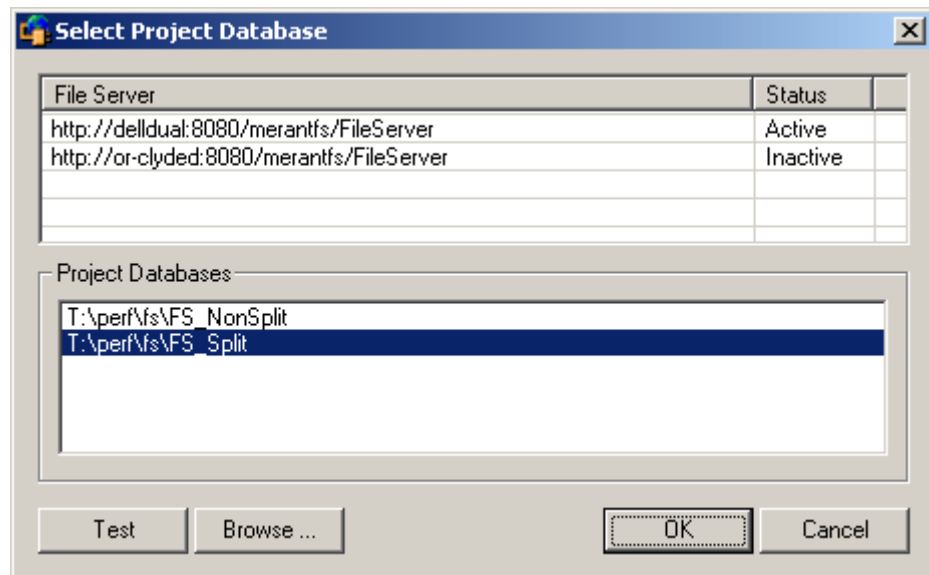 Select Project Database
File Server Status
http://delldual:8080/merantfs/FileServer Active
http://or-clyded:8080/merantfs/FileServer Inactive
Project Databases
T:\perf\fs\FS_NonSplit
T:\perf\fs\FS_Split
Test Browse ... OK Cancel